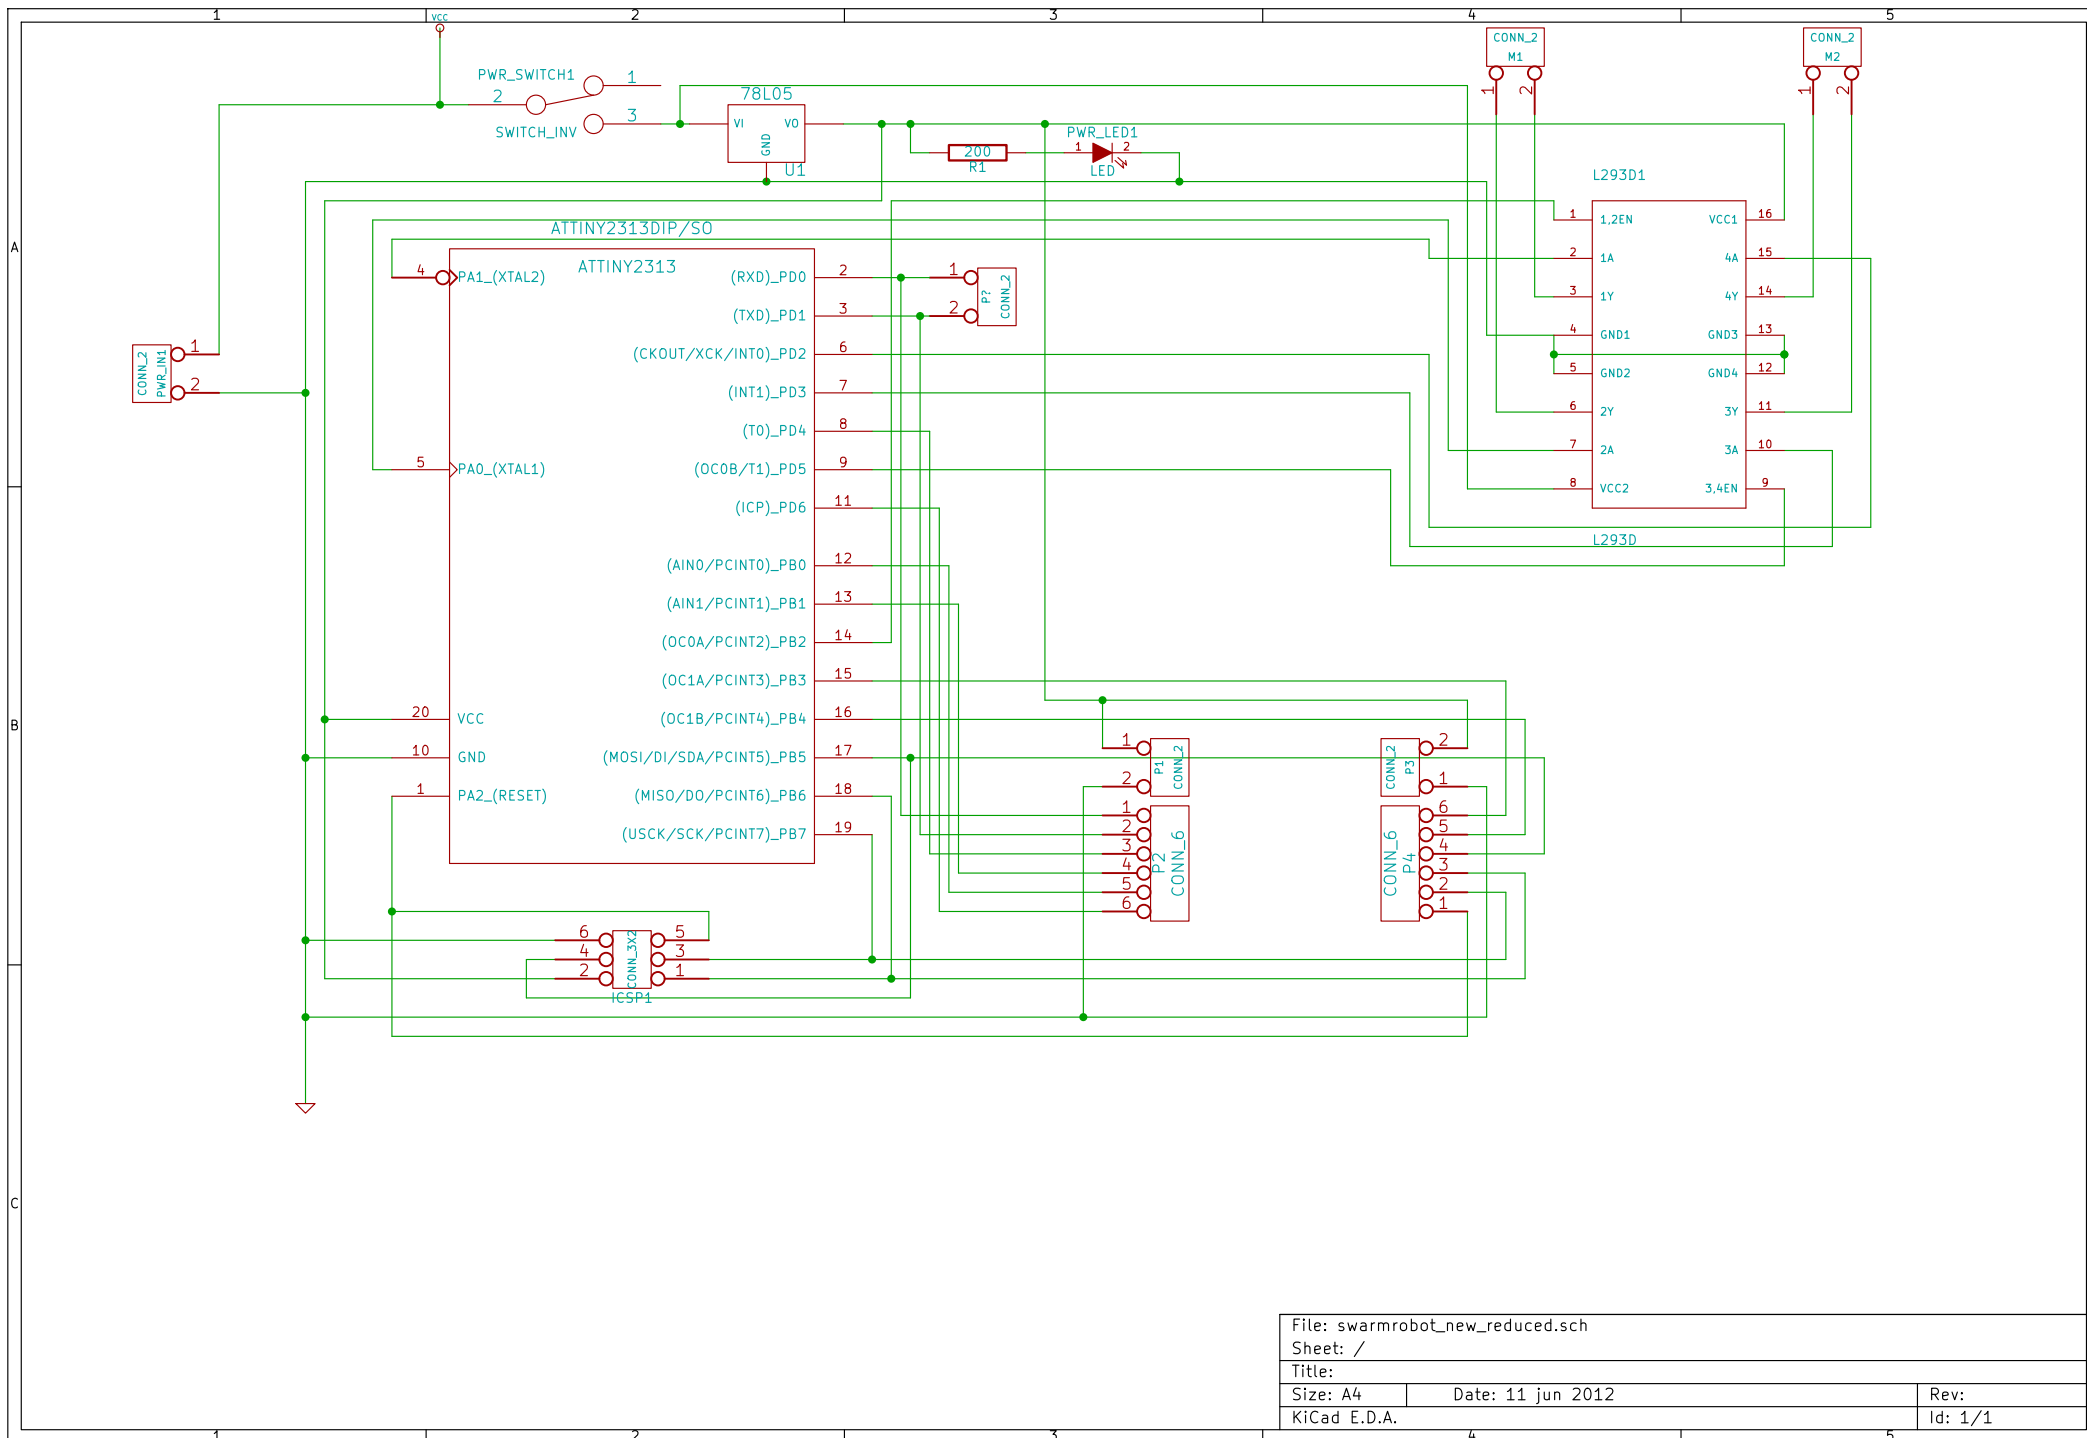 1 2 3 4 5
VCC
CONN_2
M1
1 2
CONN_2
M2
1 2
PWR_SWITCH1
1
2
3
SWITCH_INV
78L05
VI VO
GND
U1
200
R1
PWR_LED1
1 2
LED
L293D1
1 1,2EN VCC1 16
2 1A 4A 15
3 1Y 4Y 14
4 GND1 GND3 13
5 GND2 GND4 12
6 2Y 3Y 11
7 2A 3A 10
8 VCC2 3,4EN 9
L293D
A
ATTINY2313DIP/SO
ATTINY2313
4 PA1_(XTAL2)
5 PA0_(XTAL1)
20 VCC
10 GND
1 PA2_(RESET)
(RXD)_PD0 2
(TXD)_PD1 3
(CKOUT/XCK/INT0)_PD2 6
(INT1)_PD3 7
(T0)_PD4 8
(OC0B/T1)_PD5 9
(ICP)_PD6 11
(AIN0/PCINT0)_PB0 12
(AIN1/PCINT1)_PB1 13
(OC0A/PCINT2)_PB2 14
(OC1A/PCINT3)_PB3 15
(OC1B/PCINT4)_PB4 16
(MOSI/DI/SDA/PCINT5)_PB5 17
(MISO/DO/PCINT6)_PB6 18
(USCK/SCK/PCINT7)_PB7 19
1
2
P?
CONN_2
CONN_2
PWR_IN1
1
2
B
1
2
P1
CONN_2
1
2
3
4
5
6
P2
CONN_6
CONN_2
P3
2
1
CONN_6
P4
6
5
4
3
2
1
6 5
4 3
2 1
CONN_3X2
ICSP1
C
File: swarmrobot_new_reduced.sch
Sheet: /
Title:
Size: A4 Date: 11 jun 2012 Rev:
KiCad E.D.A. Id: 1/1
1 2 3 4 5